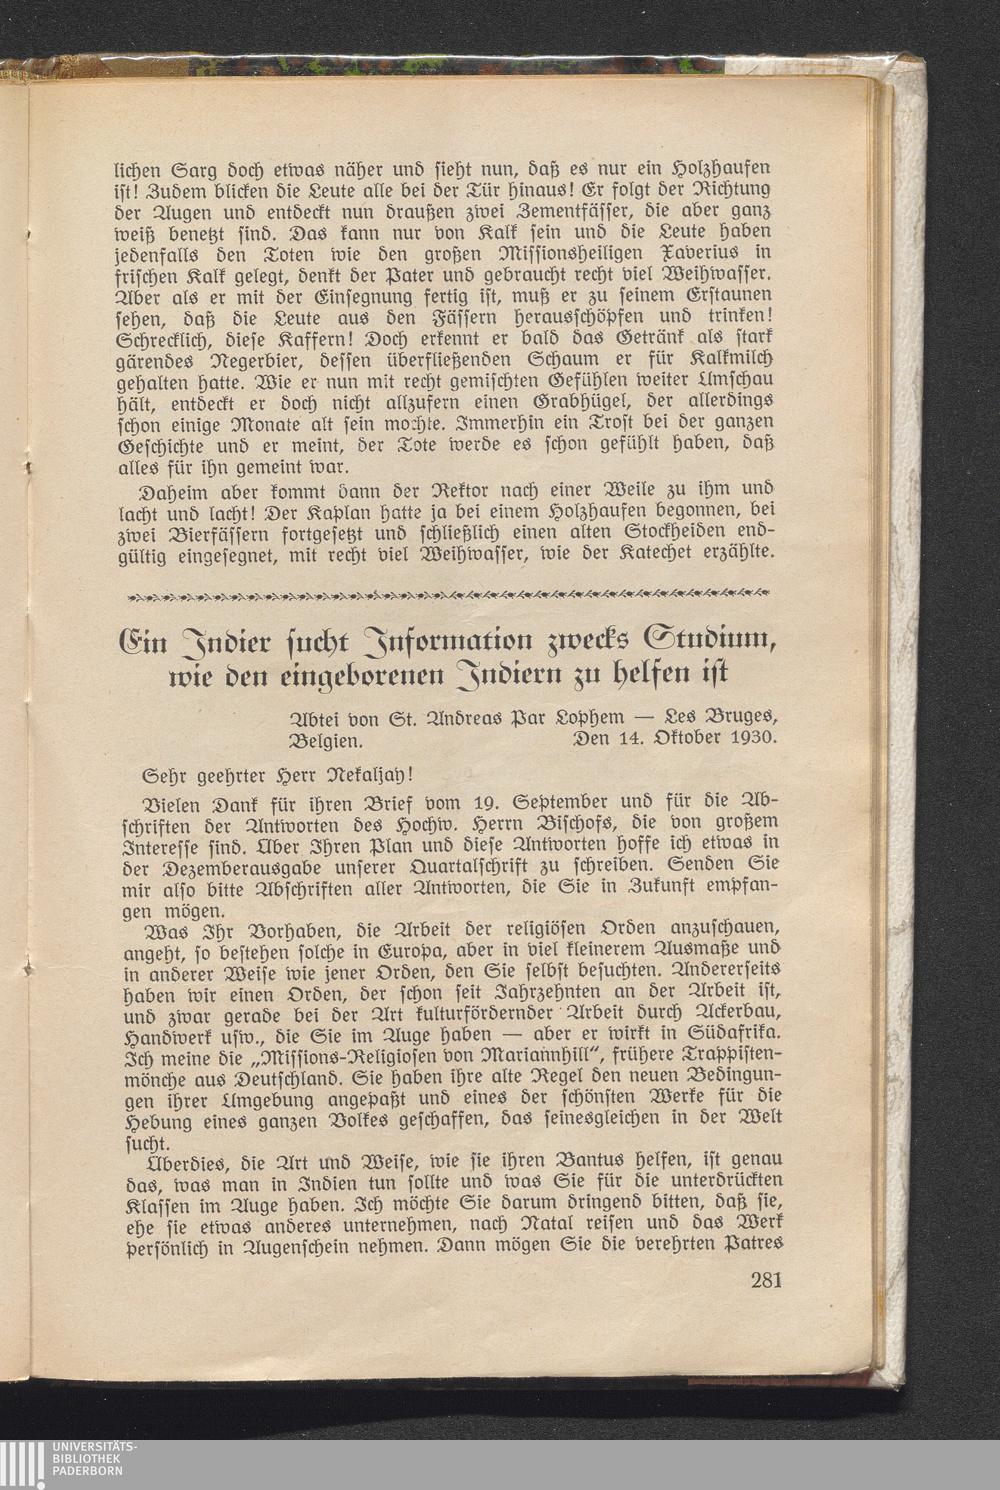 lichen Sarg doch etwas näher und sieht nun, daß es nur ein Holzhaufen
ist! Zudem blicken die Leute alle bei der Tür hinaus! Er folgt der Richtung
der Augen und entdeckt nun draußen zwei Zementfässer, die aber ganz
weiß benetzt sind. Das kann nur von Kalk sein und die Leute haben
jedenfalls den Toten wie den großen Missionsheiligen Xaverius in
frischen Kalk gelegt, denkt der Pater und gebraucht recht viel Weihwasser.
Aber als er mit der Einsegnung fertig ist, muß er zu seinem Erstaunen
sehen, daß die Leute aus den Fässern herausschöpfen und trinken!
Schrecklich, diese Kaffern! Doch erkennt er bald das Getränk als stark
gärendes Negerbier, dessen überfließenden Schaum er für Kalkmilch
gehalten hatte. Wie er nun mit recht gemischten Gefühlen weiter Umschau
hält, entdeckt er doch nicht allzufern einen Grabhügel, der allerdings
schon einige Monate alt sein mochte. Immerhin ein Trost bei der ganzen
Geschichte und er meint, der Tote werde es schon gefühlt haben, daß
alles für ihn gemeint war.
Daheim aber kommt dann der Rektor nach einer Weile zu ihm und
lacht und lacht! Der Kaplan hatte ja bei einem Holzhaufen begonnen, bei
zwei Bierfässern fortgesetzt und schließlich einen alten Stockheiden end-
gültig eingesegnet, mit recht viel Weihwasser, wie der Katechet erzählte.
Ein Indier sucht Information zwecks Studium,
wie den eingeborenen Indiern zu helfen ist
Abtei von St. Andreas Par Lophem — Les Bruges,
Belgien. Den 14. Oktober 1930.
Sehr geehrter Herr Nekaljay!
Vielen Dank für ihren Brief vom 19. September und für die Ab-
schriften der Antworten des Hochw. Herrn Bischofs, die von großem
Interesse sind. Über Ihren Plan und diese Antworten hoffe ich etwas in
der Dezemberausgabe unserer Quartalschrift zu schreiben. Senden Sie
mir also bitte Abschriften aller Antworten, die Sie in Zukunft empfan-
gen mögen.
Was Ihr Vorhaben, die Arbeit der religiösen Orden anzuschauen,
angeht, so bestehen solche in Europa, aber in viel kleinerem Ausmaße und
in anderer Weise wie jener Orden, den Sie selbst besuchten. Andererseits
haben wir einen Orden, der schon seit Jahrzehnten an der Arbeit ist,
und zwar gerade bei der Art kulturfördernder Arbeit durch Ackerbau,
Handwerk usw., die Sie im Auge haben — aber er wirkt in Südafrika.
Ich meine die „Missions-Religiosen von Mariannhill“, frühere Trappisten-
mönche aus Deutschland. Sie haben ihre alte Regel den neuen Bedingun-
gen ihrer Umgebung angepaßt und eines der schönsten Werke für die
Hebung eines ganzen Volkes geschaffen, das seinesgleichen in der Welt
sucht.
Überdies, die Art und Weise, wie sie ihren Bantus helfen, ist genau
das, was man in Indien tun sollte und was Sie für die unterdrückten
Klassen im Auge haben. Ich möchte Sie darum dringend bitten, daß sie,
ehe sie etwas anderes unternehmen, nach Natal reisen und das Werk
persönlich in Augenschein nehmen. Dann mögen Sie die verehrten Patres
281
UNIVERSITÄTS-
BIBLIOTHEK
PADERBORN